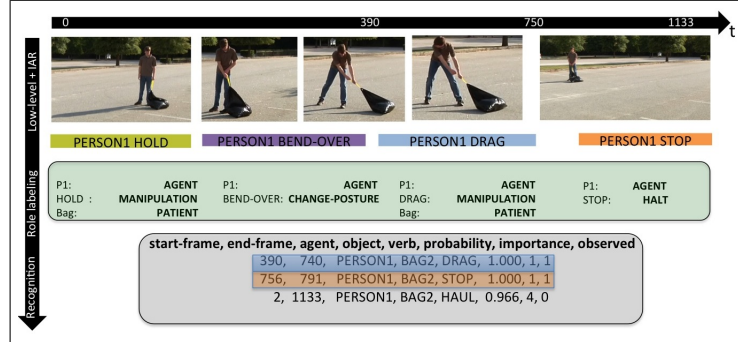 0 390 750 1133
t
Low-level + IAR
PERSON1 HOLD PERSON1 BEND-OVER PERSON1 DRAG PERSON1 STOP
Role labeling
P1: AGENT P1: AGENT P1: AGENT P1: AGENT
HOLD : MANIPULATION BEND-OVER: CHANGE-POSTURE DRAG: MANIPULATION STOP: HALT
Bag: PATIENT Bag: PATIENT
Recognition
start-frame, end-frame, agent, object, verb, probability, importance, observed
390, 740, PERSON1, BAG2, DRAG, 1.000, 1, 1
756, 791, PERSON1, BAG2, STOP, 1.000, 1, 1
2, 1133, PERSON1, BAG2, HAUL, 0.966, 4, 0